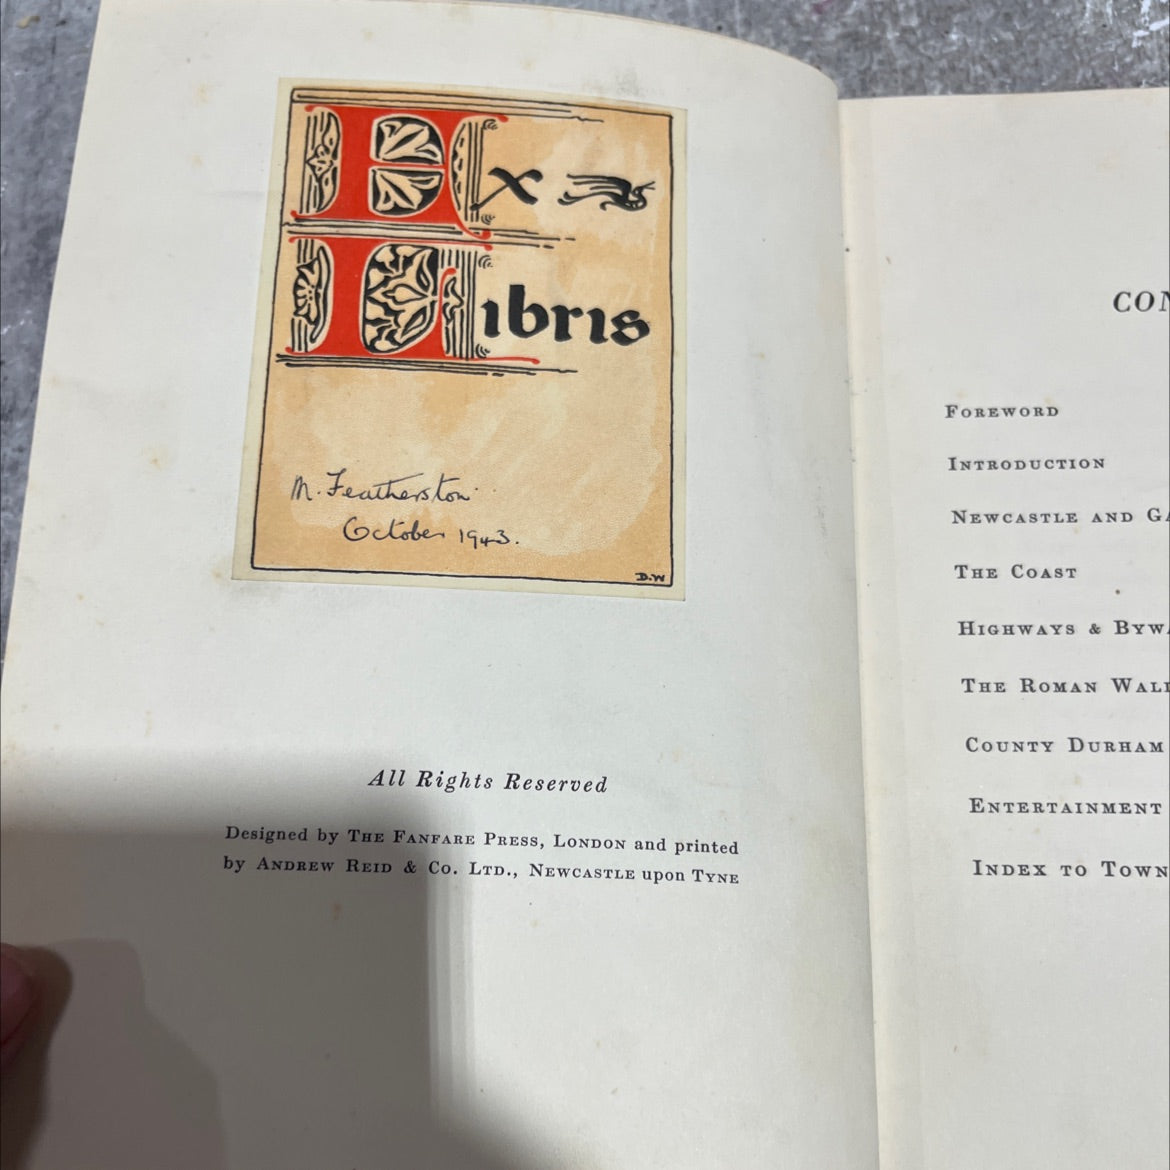 Ex
Libris
M. Featherston.
October 1943.
D.W
All Rights Reserved
Designed by THE FANFARE PRESS, LONDON and printed
by ANDREW REID & CO. LTD., NEWCASTLE upon TYNE
CON
FOREWORD
INTRODUCTION
NEWCASTLE AND GA
THE COAST
HIGHWAYS & BYWA
THE ROMAN WALL
COUNTY DURHAM
ENTERTAINMENT
INDEX TO TOWN